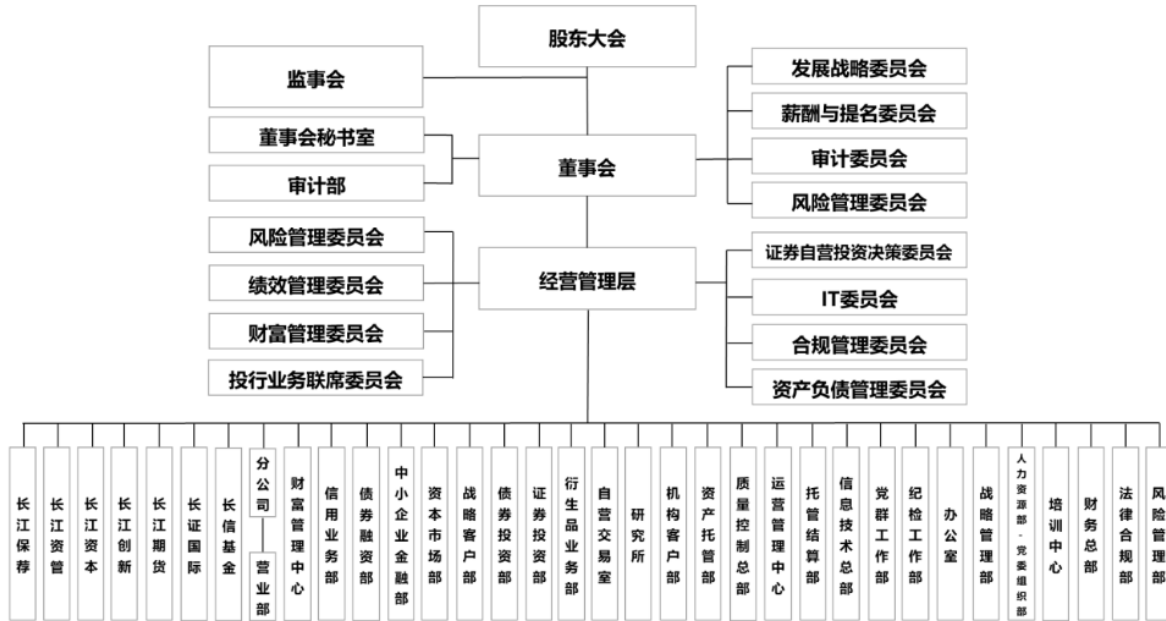 股东大会
监事会
董事会秘书室
审计部
董事会
发展战略委员会
薪酬与提名委员会
审计委员会
风险管理委员会
风险管理委员会
绩效管理委员会
财富管理委员会
投行业务联席委员会
经营管理层
证券自营投资决策委员会
IT委员会
合规管理委员会
资产负债管理委员会
长江保荐
长江资管
长江资本
长江创新
长江期货
长证国际
长信基金
分公司
营业部
财富管理中心
信用业务部
债券融资部
中小企业金融部
资本市场部
战略客户部
债券投资部
证券投资部
衍生品业务部
自营交易室
研究所
机构客户部
资产托管部
质量控制总部
运营管理中心
托管结算部
信息技术总部
党群工作部
纪检工作部
办公室
战略管理部
人力资源部-党委组织部
培训中心
财务总部
法律合规部
风险管理部